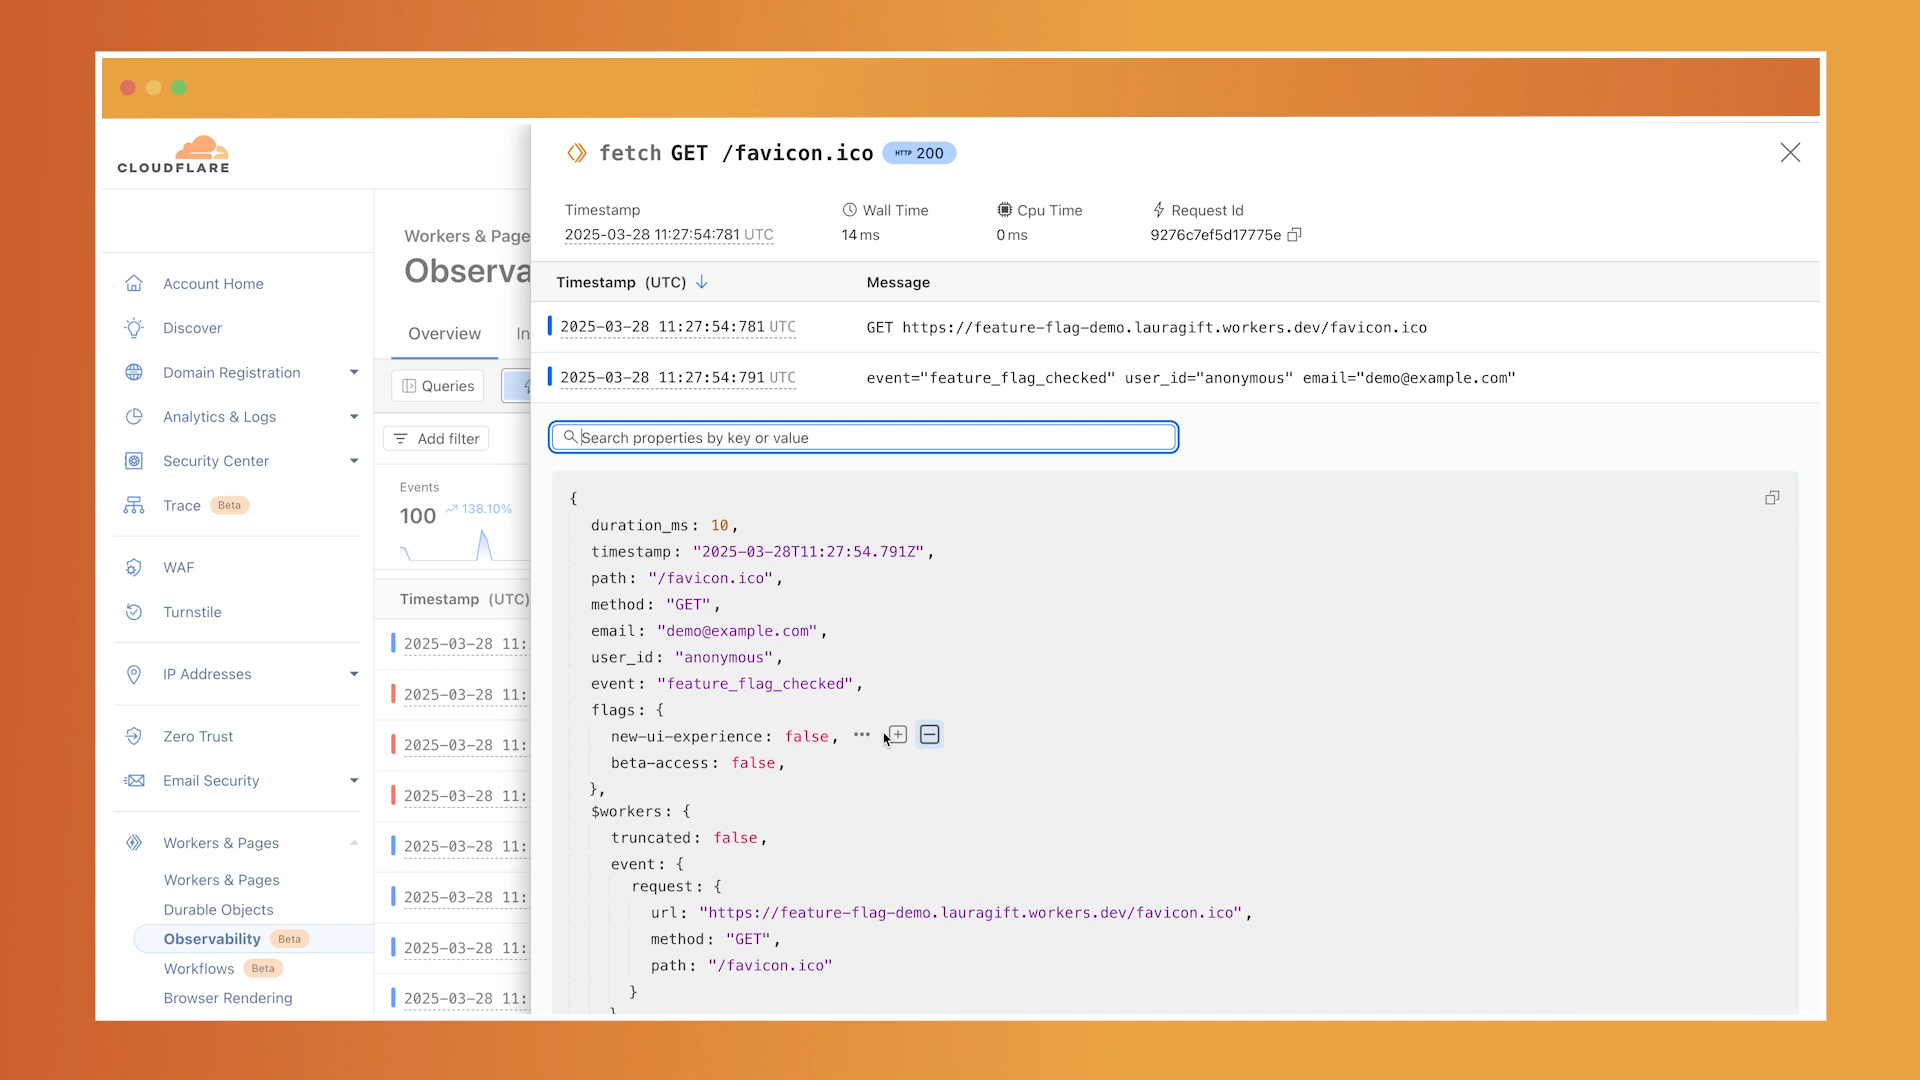 CLOUDFLARE
Account Home
Discover
Domain Registration
Analytics & Logs
Security Center
Trace Beta
WAF
Turnstile
IP Addresses
Zero Trust
Email Security
Workers & Pages
Workers & Pages
Durable Objects
Observability Beta
Workflows Beta
Browser Rendering
Workers & Page
Observa
Overview In
Queries
Add filter
Events
100 138.10%
Timestamp (UTC)
2025-03-28 11:
2025-03-28 11:
2025-03-28 11:
2025-03-28 11:
2025-03-28 11:
2025-03-28 11:
2025-03-28 11:
2025-03-28 11:
fetch GET /favicon.ico HTTP 200
Timestamp Wall Time Cpu Time Request Id
2025-03-28 11:27:54:781 UTC 14ms 0ms 9276c7ef5d17775e
Timestamp (UTC) Message
2025-03-28 11:27:54:781 UTC GET https://feature-flag-demo.lauragift.workers.dev/favicon.ico
2025-03-28 11:27:54:791 UTC event="feature_flag_checked" user_id="anonymous" email="demo@example.com"
Search properties by key or value
{
duration_ms: 10,
timestamp: "2025-03-28T11:27:54.791Z",
path: "/favicon.ico",
method: "GET",
email: "demo@example.com",
user_id: "anonymous",
event: "feature_flag_checked",
flags: {
new-ui-experience: false,
beta-access: false,
},
$workers: {
truncated: false,
event: {
request: {
url: "https://feature-flag-demo.lauragift.workers.dev/favicon.ico",
method: "GET",
path: "/favicon.ico"
}
}